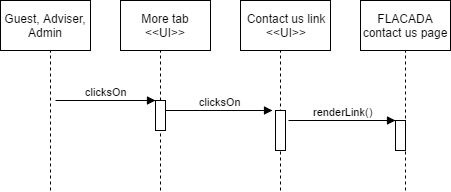 Guest, Adviser,
Admin
More tab
<<UI>>
Contact us link
<<UI>>
FLACADA
contact us page
clicksOn
clicksOn
renderLink()